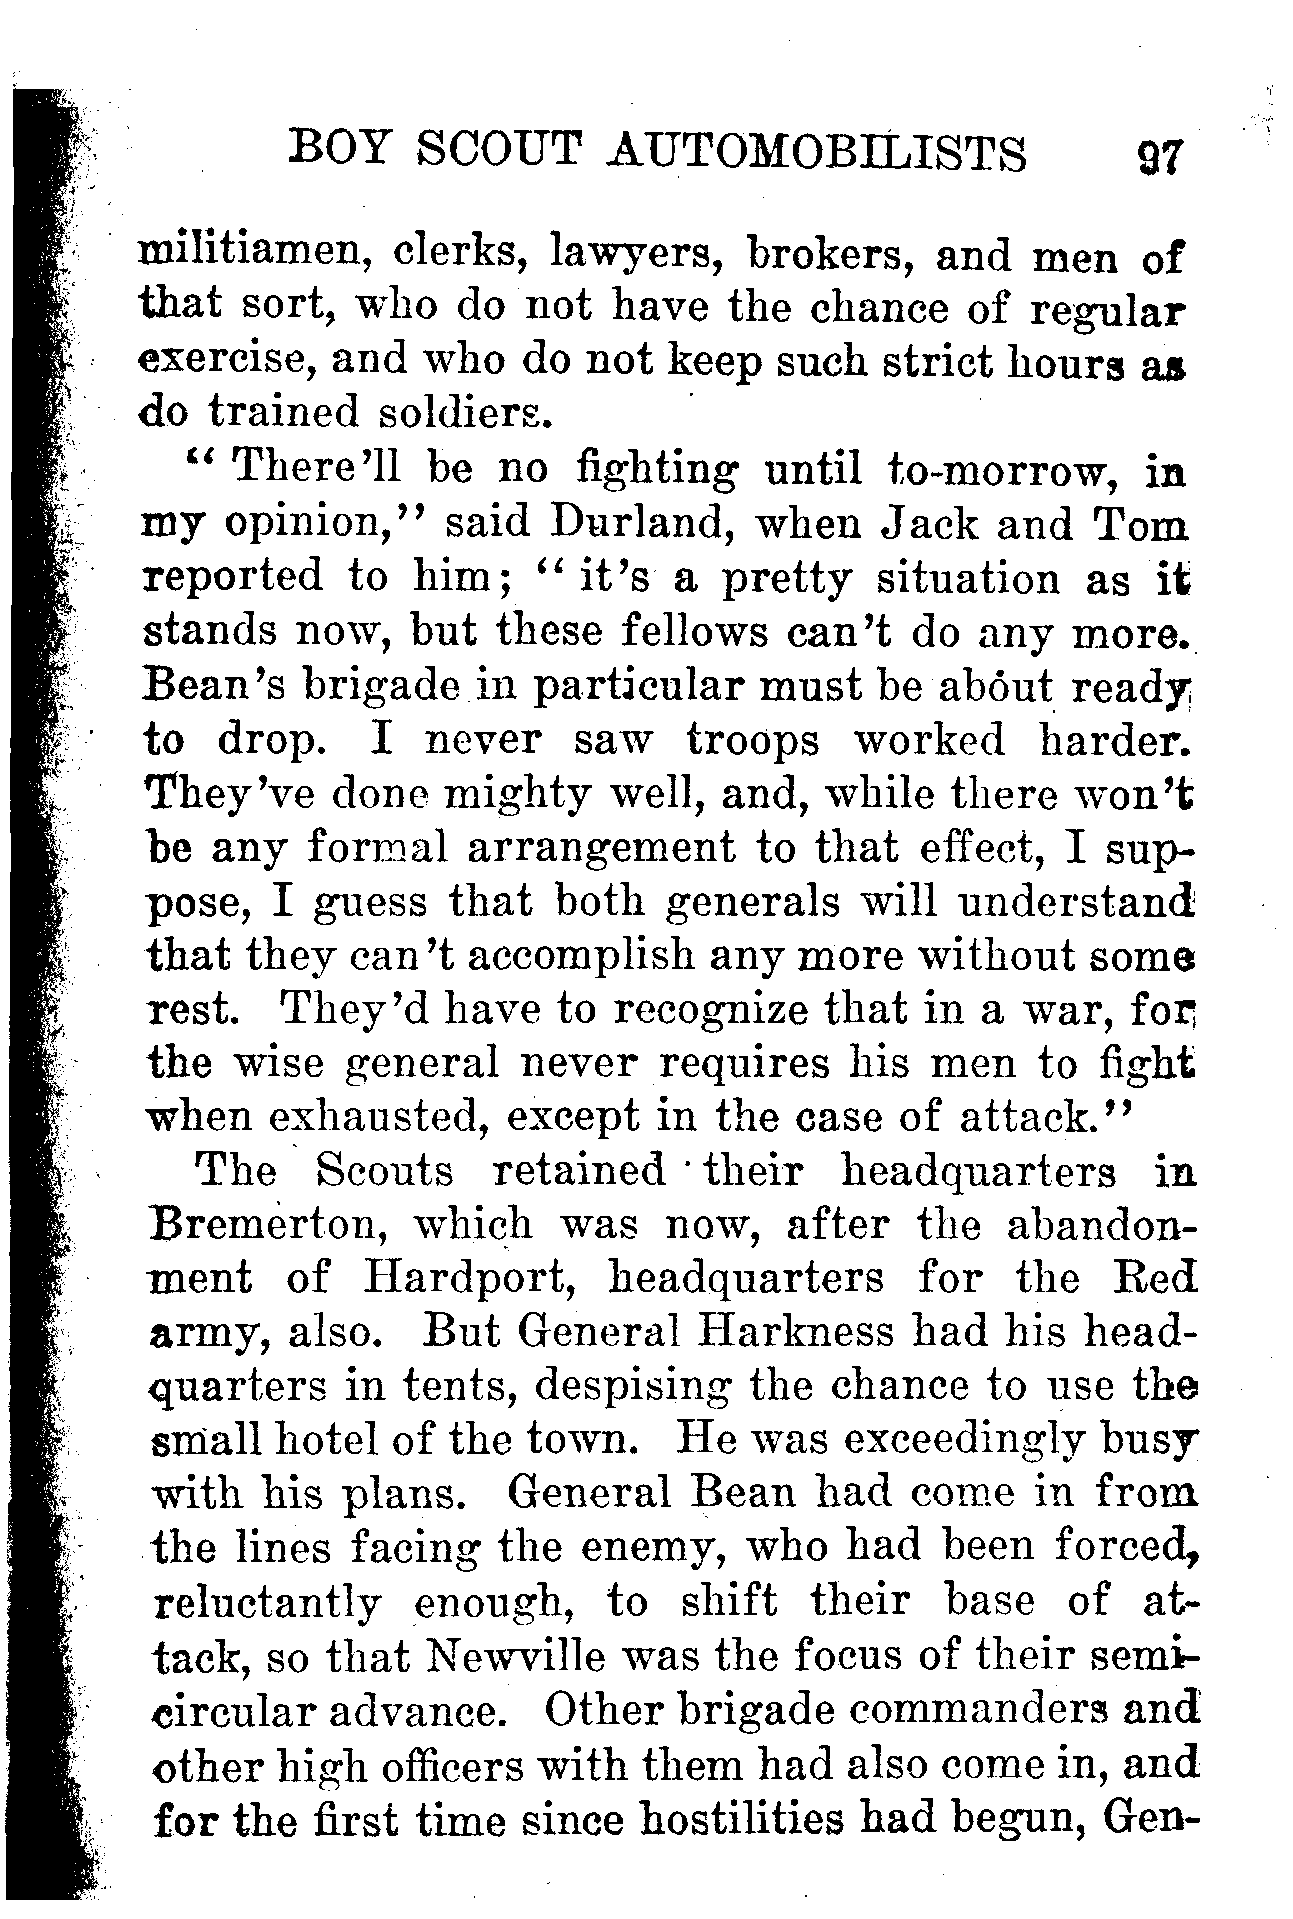 BOY SCOUT AUTOMOBILISTS 97
militiamen, clerks, lawyers, brokers, and men of
that sort, who do not have the chance of regular
exercise, and who do not keep such strict hours as
do trained soldiers.
“There’ll be no fighting until to-morrow, in
my opinion,” said Durland, when Jack and Tom
reported to him; “it’s a pretty situation as it
stands now, but these fellows can’t do any more.
Bean’s brigade in particular must be about ready
to drop. I never saw troops worked harder.
They’ve done mighty well, and, while there won’t
be any formal arrangement to that effect, I sup-
pose, I guess that both generals will understand
that they can’t accomplish any more without some
rest. They’d have to recognize that in a war, for
the wise general never requires his men to fight
when exhausted, except in the case of attack.”
The Scouts retained their headquarters in
Bremerton, which was now, after the abandon-
ment of Hardport, headquarters for the Red
army, also. But General Harkness had his head-
quarters in tents, despising the chance to use the
small hotel of the town. He was exceedingly busy
with his plans. General Bean had come in from
the lines facing the enemy, who had been forced,
reluctantly enough, to shift their base of at-
tack, so that Newville was the focus of their semi-
circular advance. Other brigade commanders and
other high officers with them had also come in, and
for the first time since hostilities had begun, Gen-